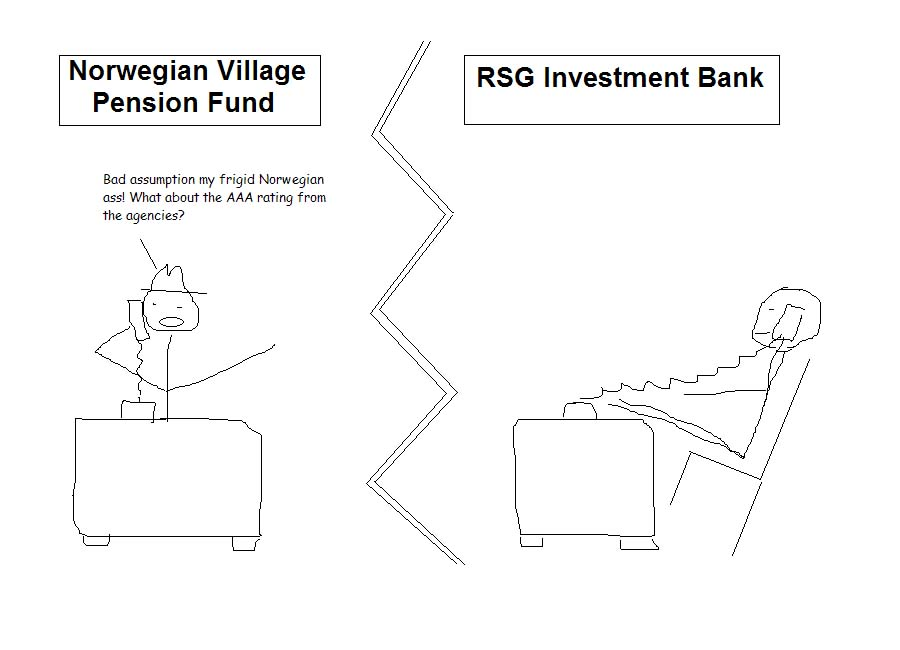 Norwegian Village
Pension Fund
RSG Investment Bank
Bad assumption my frigid Norwegian
ass! What about the AAA rating from
the agencies?